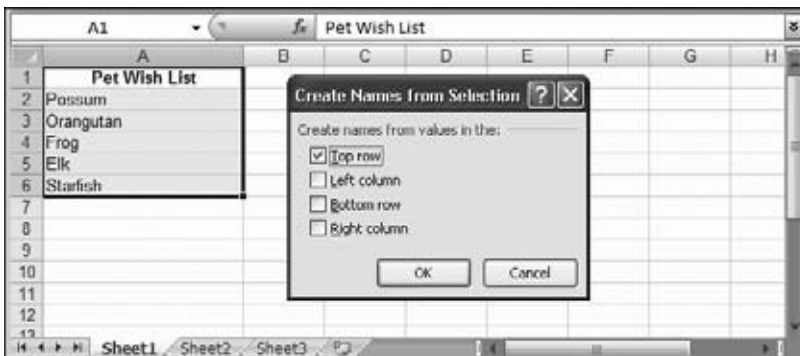 A1 fx Pet Wish List
A B C D E F G H
1 Pet Wish List
2 Possum
3 Orangutan
4 Frog
5 Elk
6 Starfish
7
8
9
10
11
12
13
Create Names from Selection ?
Create names from values in the:
Top row
Left column
Bottom row
Right column
OK Cancel
Sheet1 Sheet2 Sheet3